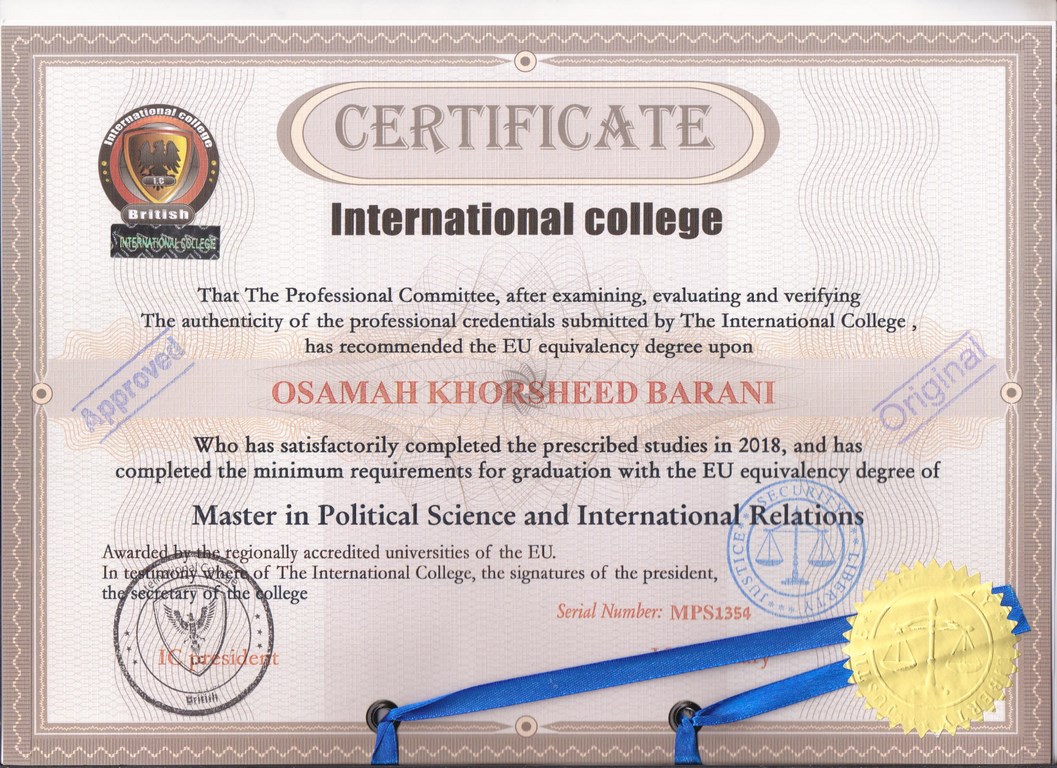 CERTIFICATE
International college
I.C
British
INTERNATIONAL COLLEGE
International college
That The Professional Committee, after examining, evaluating and verifying
The authenticity of the professional credentials submitted by The International College ,
has recommended the EU equivalency degree upon
Approved
Original
OSAMAH KHORSHEED BARANI
Who has satisfactorily completed the prescribed studies in 2018, and has
completed the minimum requirements for graduation with the EU equivalency degree of
Master in Political Science and International Relations
SECURITY
JUSTICE
LIBERTY
Awarded by the regionally accredited universities of the EU.
In testimony where of The International College, the signatures of the president,
the secretary of the college
Serial Number: MPS1354
International College
IC president
British